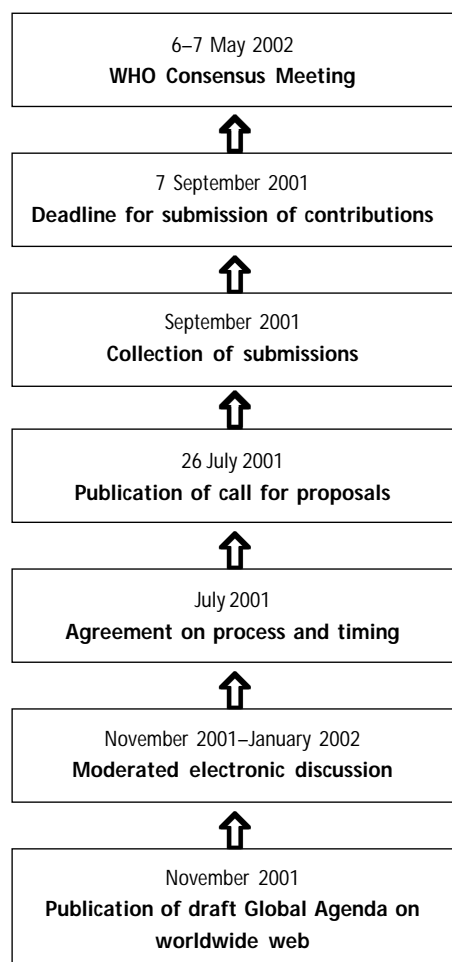 6–7 May 2002
WHO Consensus Meeting
7 September 2001
Deadline for submission of contributions
September 2001
Collection of submissions
26 July 2001
Publication of call for proposals
July 2001
Agreement on process and timing
November 2001–January 2002
Moderated electronic discussion
November 2001
Publication of draft Global Agenda on
worldwide web